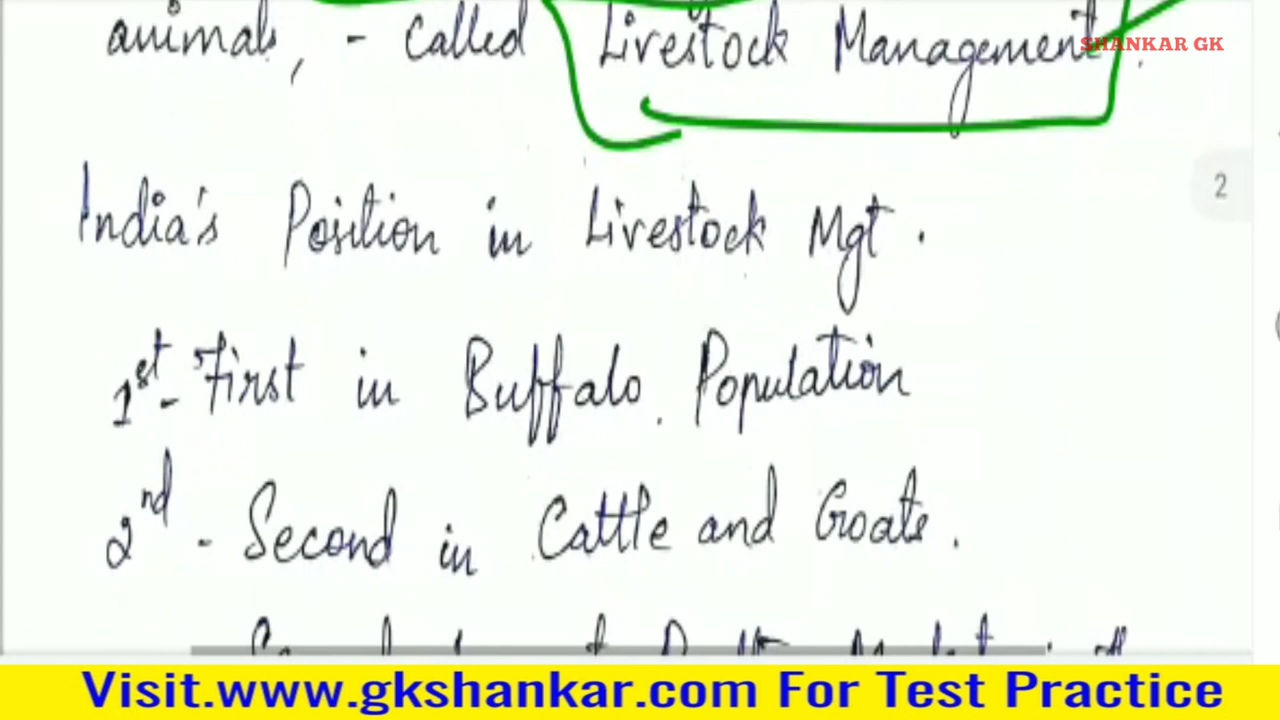 animals, - Called Livestock Management.
SHANKAR GK
2
India's Position in Livestock Mgt.
1st - First in Buffalo. Population
2nd - Second in Cattle and Goats.
Visit.www.gkshankar.com For Test Practice